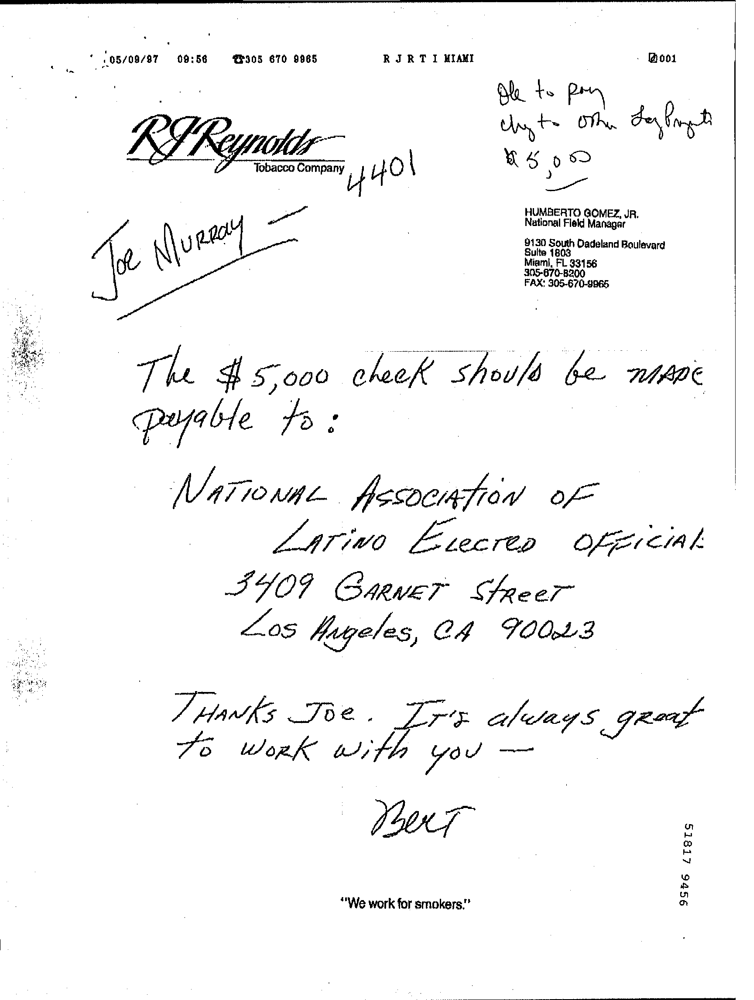 05/09/97 09:56 ☎305 670 9965 R J R T I MIAMI 001
Ok to pay
chg to other
$5,000
RJReynolds
Tobacco Company
4401
HUMBERTO GOMEZ, JR.
National Field Manager
9130 South Dadeland Boulevard
Suite 1803
Miami, FL 33156
305-670-8200
FAX: 305-670-9965
Joe Murray —
The $5,000 check should be MADE
payable to:
NATIONAL ASSOCIATION OF
LATINO ELECTED OFFICIALS
3409 GARNET STREET
Los Angeles, CA 90023
THANKS JOE. IT'S always great
to WORK with you —
Bert
"We work for smokers."
51817 9456